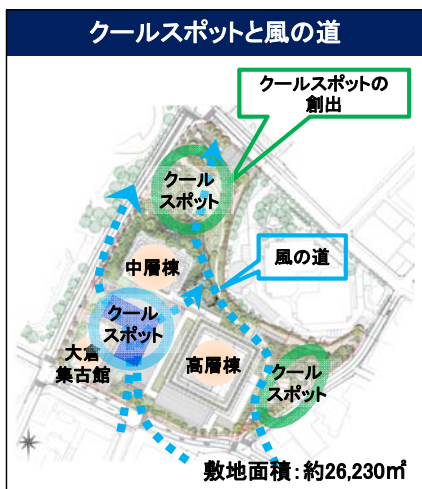 クールスポットと風の道
クールスポットの
創出
クール
スポット
中層棟
風の道
クール
スポット
大倉
集古館
高層棟
クール
スポット
敷地面積:約26,230㎡